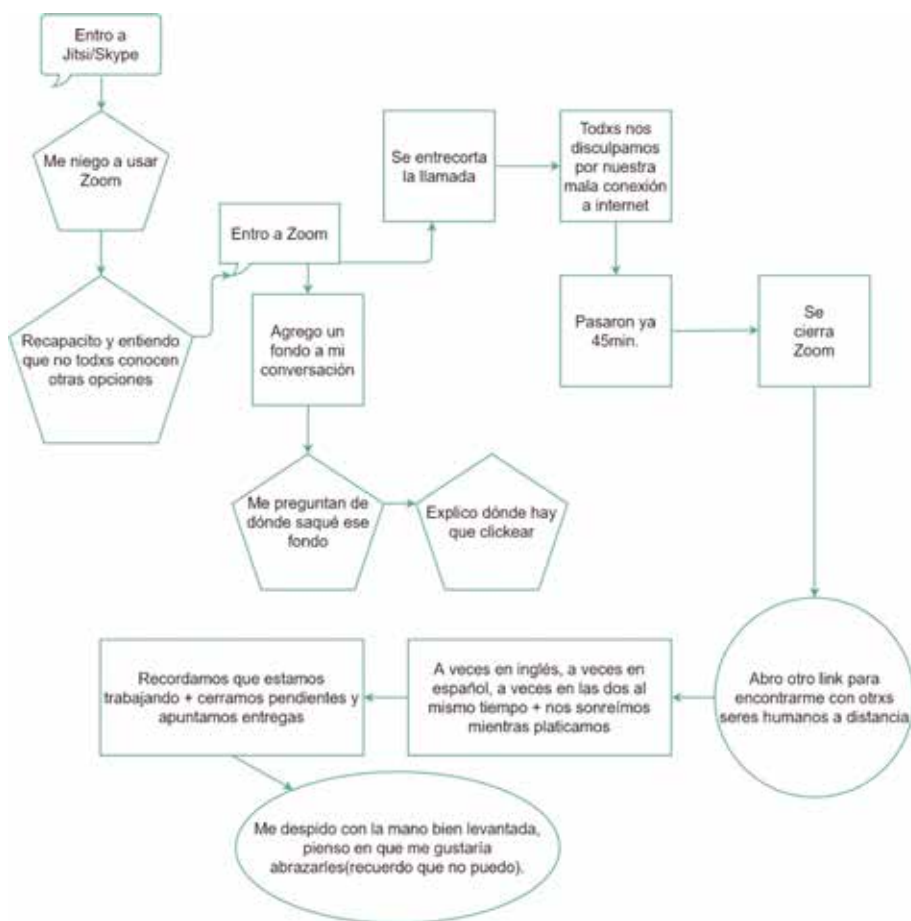 Entro a
Jitsi/Skype
Me niego a usar
Zoom
Recapacito y entiendo
que no todxs conocen
otras opciones
Entro a Zoom
Agrego un
fondo a mi
conversación
Me preguntan de
dónde saqué ese
fondo
Explico dónde hay
que clickear
Se entrecorta
la llamada
Todxs nos
disculpamos
por nuestra
mala conexión
a internet
Pasaron ya
45min.
Se
cierra
Zoom
Abro otro link para
encontrarme con otrxs
seres humanos a distancia
A veces en inglés, a veces en
español, a veces en las dos al
mismo tiempo + nos sonreímos
mientras platicamos
Recordamos que estamos
trabajando + cerramos pendientes y
apuntamos entregas
Me despido con la mano bien levantada,
pienso en que me gustaría
abrazarles(recuerdo que no puedo).